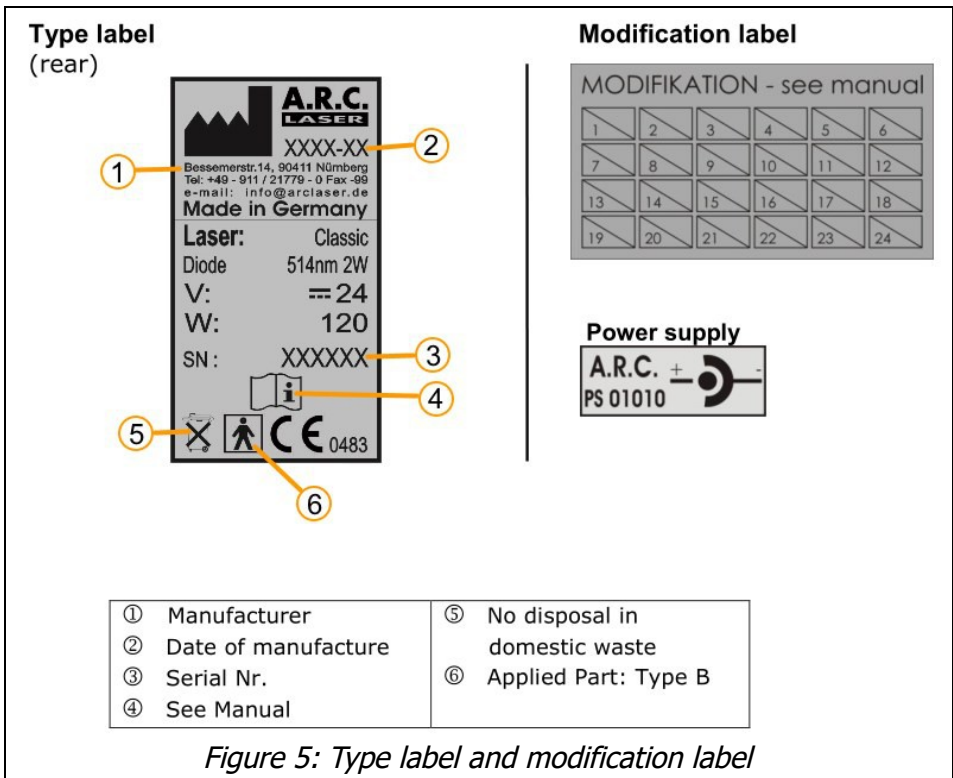 Type label
(rear)
A.R.C.
LASER
XXXX-XX
Bessemerstr.14, 90411 Nürnberg
Tel: +49 - 911 / 21779 - 0 Fax -99
e-mail: info@arclaser.de
Made in Germany
Laser: Classic
Diode 514nm 2W
V: 24
W: 120
SN : XXXXXX
i
CE 0483
1
2
3
4
5
6
Modification label
MODIFIKATION - see manual
1 2 3 4 5 6
7 8 9 10 11 12
13 14 15 16 17 18
19 20 21 22 23 24
Power supply
A.R.C. + -
PS 01010
① Manufacturer
② Date of manufacture
③ Serial Nr.
④ See Manual
⑤ No disposal in
domestic waste
⑥ Applied Part: Type B
Figure 5: Type label and modification label